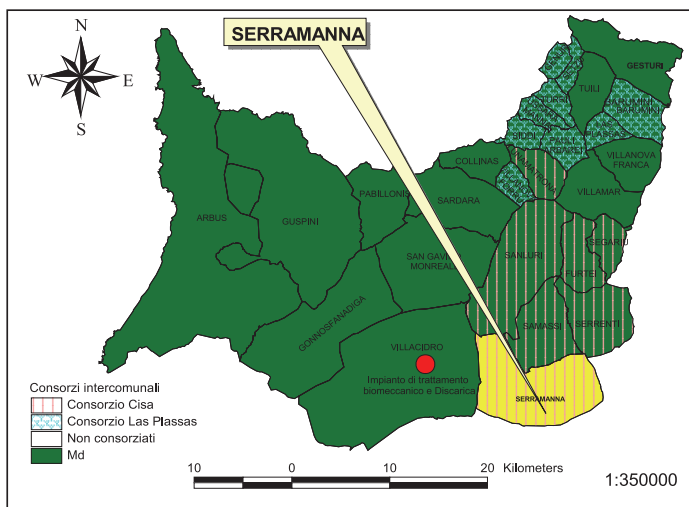 SERRAMANNA
N
W
E
S
GESTURI
TUILI
BARUMINI
BARUMINI
PLASSAS
VILLANOVA
FRANCA
COLLINAS
VILLAMAR
PABILLONIS
SARDARA
ARBUS
GUSPINI
SEGARIU
SANLURI
SAN GAVINO
MONREALE
FURTEI
GONNOSFANADIGA
SAMASSI
SERRENTI
VILLACIDRO
Impianto di trattamento
biomeccanico e Discarica
SERRAMANNA
Consorzi intercomunali
Consorzio Cisa
Consorzio Las Plassas
Non consorziati
Md
10 0 10 20 Kilometers
1:350000